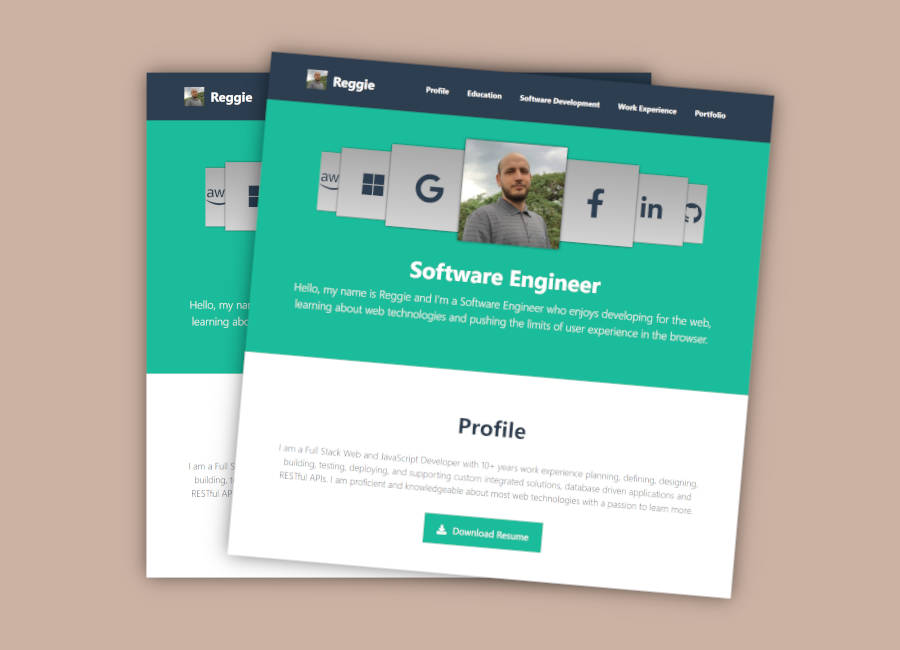 Reggie
aw
Hello, my nar
learning abo
I am a Full S
building, t
RESTful AP
Reggie
Profile
Education
Software Development
Work Experience
Portfolio
aw
G
f
in
Software Engineer
Hello, my name is Reggie and I'm a Software Engineer who enjoys developing for the web,
learning about web technologies and pushing the limits of user experience in the browser.
Profile
I am a Full Stack Web and JavaScript Developer with 10+ years work experience planning, defining, designing,
building, testing, deploying, and supporting custom integrated solutions, database driven applications and
RESTful APIs. I am proficient and knowledgeable about most web technologies with a passion to learn more.
Download Resume